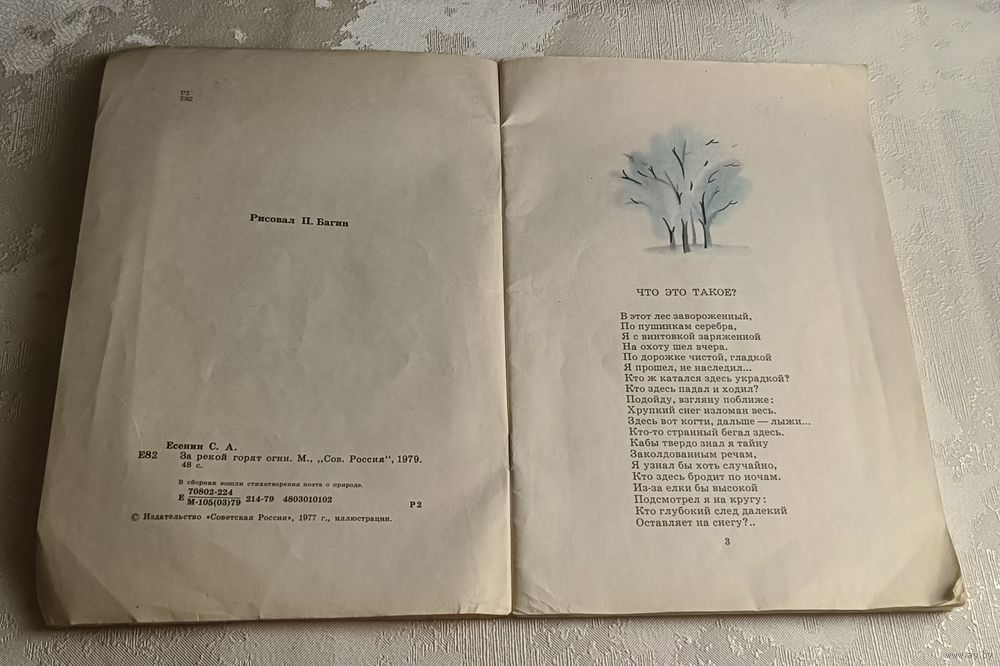 Р2
Е82
Рисовал П. Багин
Есенин С. А.
Е82 За рекой горят огни. М., „Сов. Россия", 1979.
48 с.
В сборник вошли стихотворения поэта о природе.
70802-224
Е 214-79 4803010102
М-105(03)79
Р2
© Издательство «Советская Россия», 1977 г., иллюстрации.
ЧТО ЭТО ТАКОЕ?
В этот лес завороженный,
По пушинкам серебра,
Я с винтовкой заряженной
На охоту шел вчера.
По дорожке чистой, гладкой
Я прошел, не наследил...
Кто ж катался здесь украдкой?
Кто здесь падал и ходил?
Подойду, взгляну поближе:
Хрупкий снег изломан весь.
Здесь вот когти, дальше — лыжи...
Кто-то странный бегал здесь.
Кабы твердо знал я тайну
Заколдованным речам,
Я узнал бы хоть случайно,
Кто здесь бродит по ночам.
Из-за елки бы высокой
Подсмотрел я на кругу:
Кто глубокий след далекий
Оставляет на снегу?..
3
www.ay.by